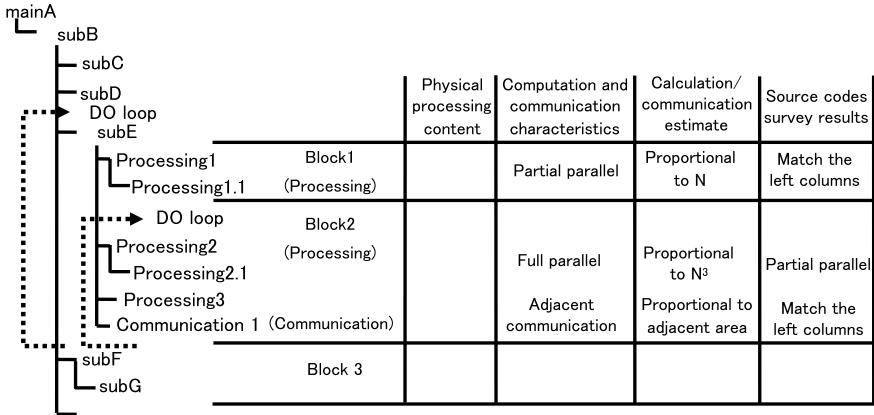 mainA
subB
subC
subD
DO loop
subE
Processing1
Processing1.1
DO loop
Processing2
Processing2.1
Processing3
Communication 1
subF
subG
Physical
processing
content
Computation and
communication
characteristics
Calculation/
communication
estimate
Source codes
survey results
Block1
(Processing)
Partial parallel
Proportional
to N
Match the
left columns
Block2
(Processing)
Full parallel
Proportional
to N³
Partial parallel
(Communication)
Adjacent
communication
Proportional to
adjacent area
Match the
left columns
Block 3